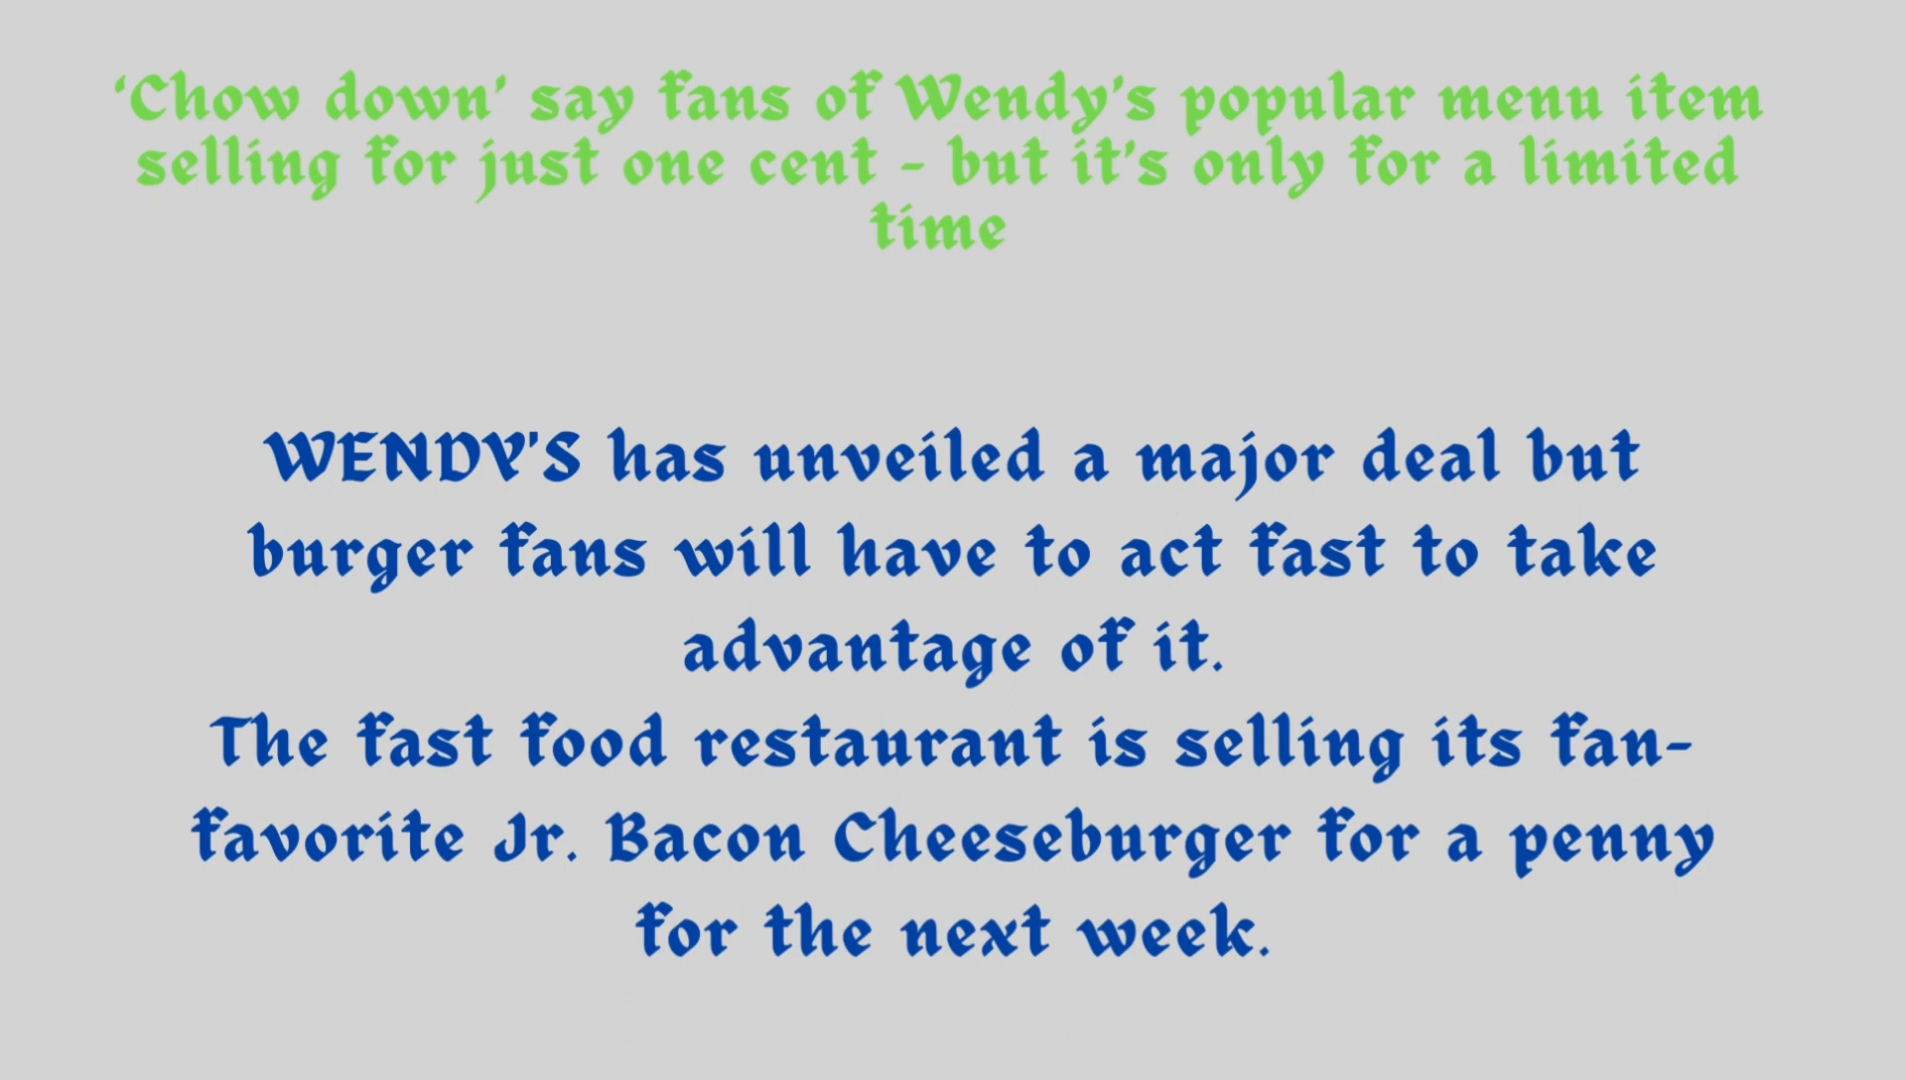 ‘Chow down’ say fans of Wendy’s popular menu item
selling for just one cent - but it’s only for a limited
time
WENDY'S has unveiled a major deal but
burger fans will have to act fast to take
advantage of it.
The fast food restaurant is selling its fan-
favorite Jr. Bacon Cheeseburger for a penny
for the next week.